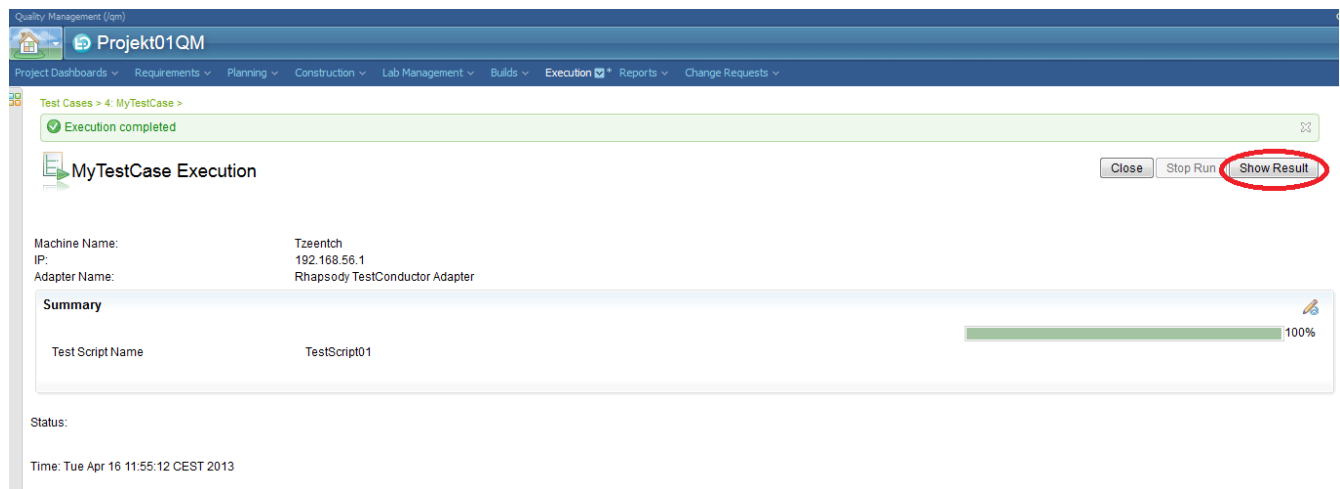 Quality Management (/qm)
Projekt01QM
Project Dashboards Requirements Planning Construction Lab Management Builds Execution * Reports Change Requests
Test Cases > 4: MyTestCase >
Execution completed
MyTestCase Execution
Close Stop Run Show Result
Machine Name: Tzeentch
IP: 192.168.56.1
Adapter Name: Rhapsody TestConductor Adapter
Summary
100%
Test Script Name TestScript01
Status:
Time: Tue Apr 16 11:55:12 CEST 2013